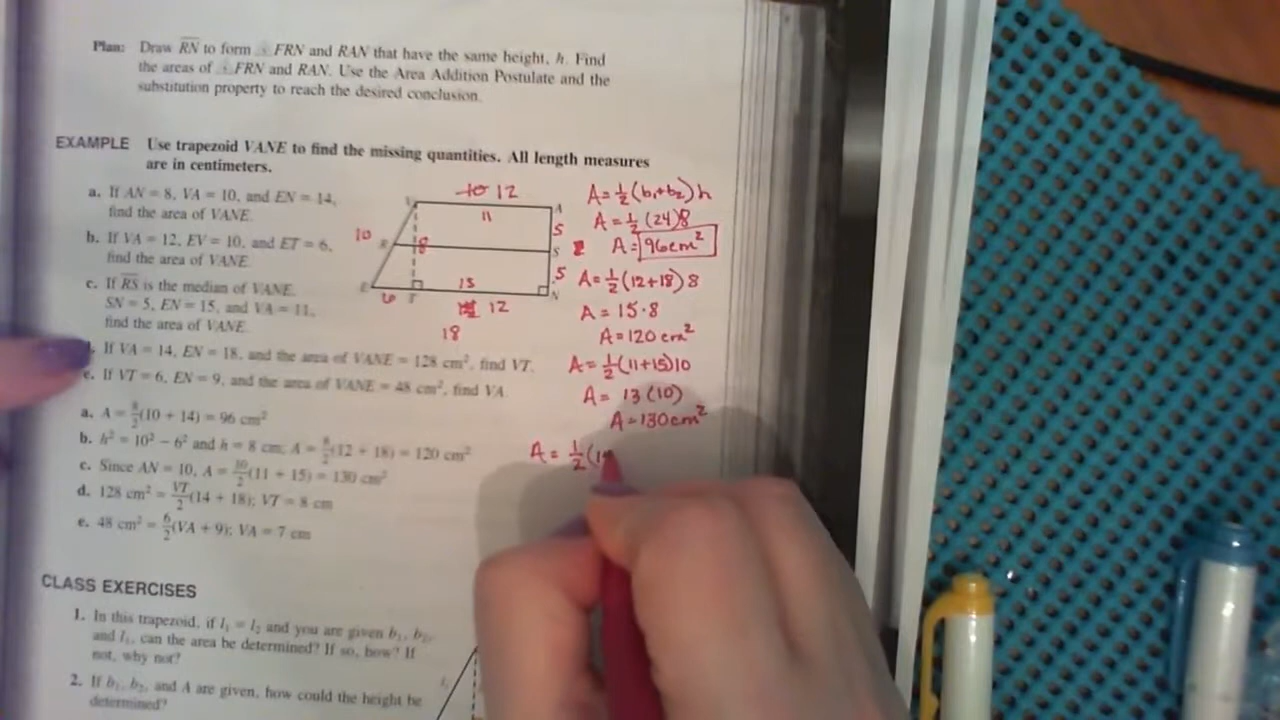 Plan: Draw RN to form FRN and RAN that have the same height, h. Find
the areas of FRN and RAN. Use the Area Addition Postulate and the
substitution property to reach the desired conclusion.
EXAMPLE Use trapezoid VANE to find the missing quantities. All length measures
are in centimeters.
a. If AN = 8, VA = 10, and EN = 14,
find the area of VANE.
b. If VA = 12, EV = 10, and ET = 6,
find the area of VANE.
c. If RS is the median of VANE,
SN = 5, EN = 15, and VA = 11,
find the area of VANE.
If VA = 14, EN = 18, and the area of VANE = 128 cm², find VT.
e. If VT = 6, EN = 9, and the area of VANE = 48 cm², find VA.
a. A = 8/2(10 + 14) = 96 cm²
b. h² = 10² − 6² and h = 8 cm; A = 8/2(12 + 18) = 120 cm²
c. Since AN = 10, A = 10/2(11 + 15) = 130 cm²
d. 128 cm² = VT/2(14 + 18); VT = 8 cm
e. 48 cm² = 6/2(VA + 9); VA = 7 cm
10 12
11
A
10
R
8
5
S
5
15
E
6
T
N
12
18
A = 1/2(b₁+b₂)h
A = 1/2(24)8
A = 96cm²
A = 1/2(12+18)8
A = 15·8
A = 120 cm²
A = 1/2(11+15)10
A = 13(10)
A = 130cm²
A = 1/2(1
CLASS EXERCISES
1. In this trapezoid, if l₁ = l₂ and you are given b₁, b₂,
and l₁, can the area be determined? If so, how? If
not, why not?
2. If b₁, b₂, and A are given, how could the height be
determined?